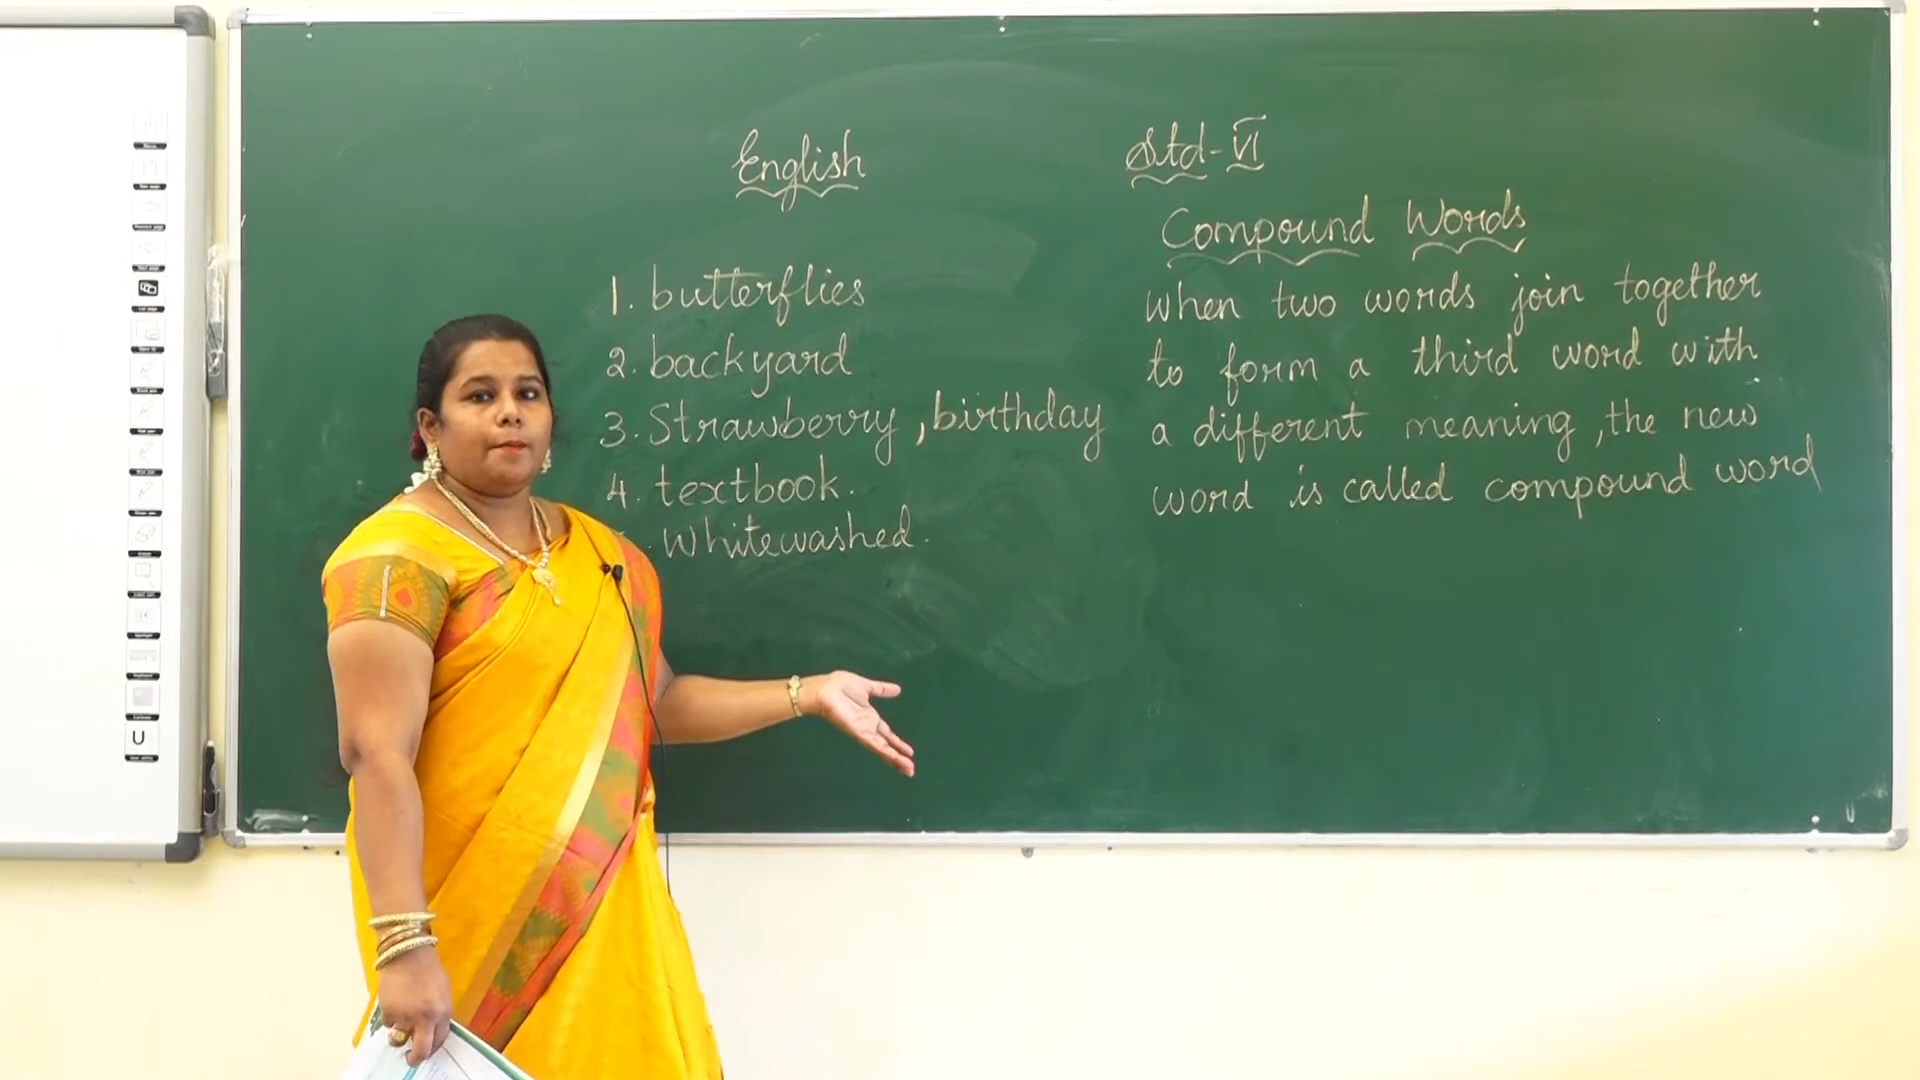 English
Std-VI
Compound Words
1. butterflies
2. backyard
3. Strawberry, birthday
4. textbook.
. Whitewashed.
when two words join together
to form a third word with
a different meaning, the new
word is called compound word
U